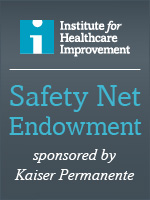 Institute for
Healthcare
Improvement
Safety Net
Endowment
sponsored by
Kaiser Permanente